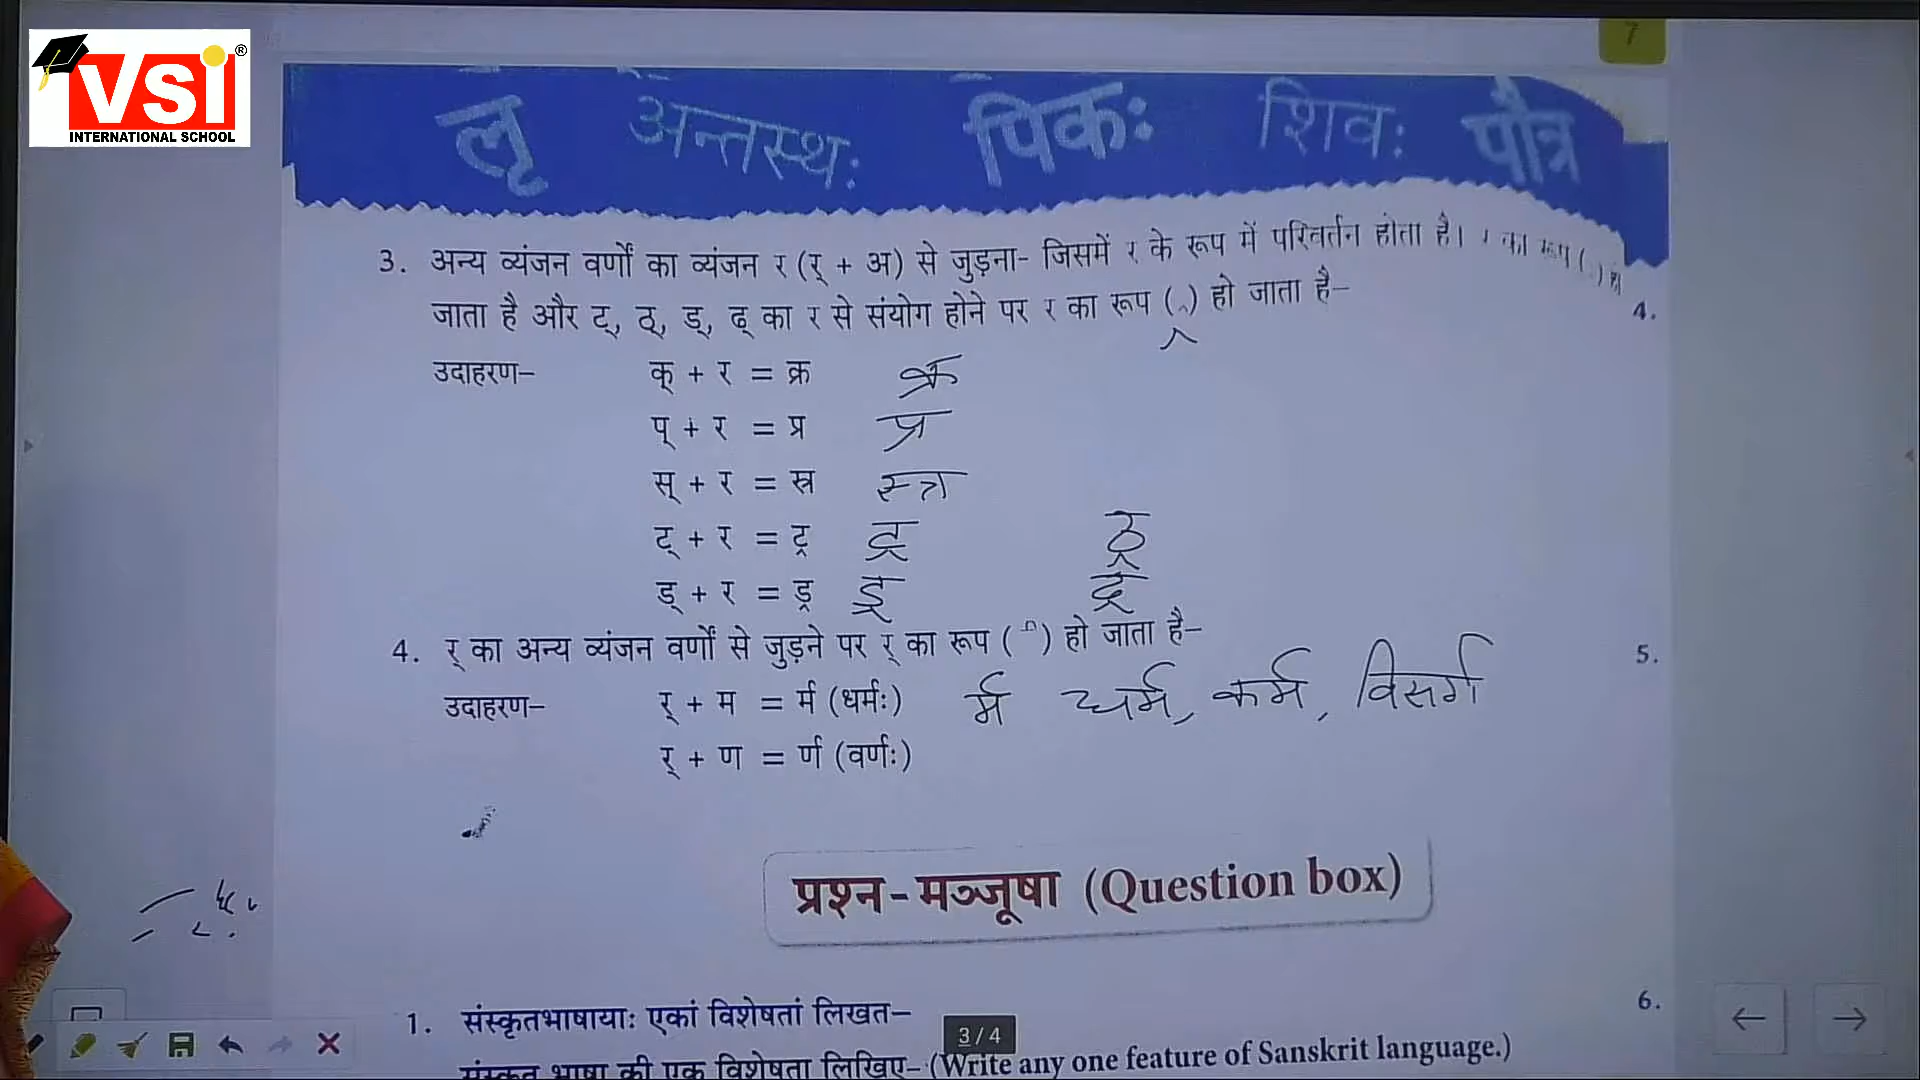 7
VSI ®
INTERNATIONAL SCHOOL
लृ अन्तस्थः पिकः शिवः पौत्र
3. अन्य व्यंजन वर्णों का व्यंजन र (र् + अ) से जुड़ना- जिसमें र के रूप में परिवर्तन होता है। र का रूप ( ) हो
जाता है और ट्, ठ्, ड्, ढ् का र से संयोग होने पर र का रूप (^) हो जाता है–
4.
^
उदाहरण– क् + र = क्र क्र
प् + र = प्र प्र
स् + र = स्र स्त्र
ट् + र = ट्र ट्र ठ्र
ड् + र = ड्र ड्र द्र
4. र् का अन्य व्यंजन वर्णों से जुड़ने पर र् का रूप ( र्) हो जाता है–
5.
उदाहरण– र् + म = र्म (धर्मः) र्म धर्म, कर्म, विसर्ग
र् + ण = र्ण (वर्णः)
प्रश्न-मञ्जूषा (Question box)
6.
1. संस्कृतभाषायाः एकां विशेषतां लिखत–
3 / 4
संस्कृत भाषा की एक विशेषता लिखिए– (Write any one feature of Sanskrit language.)